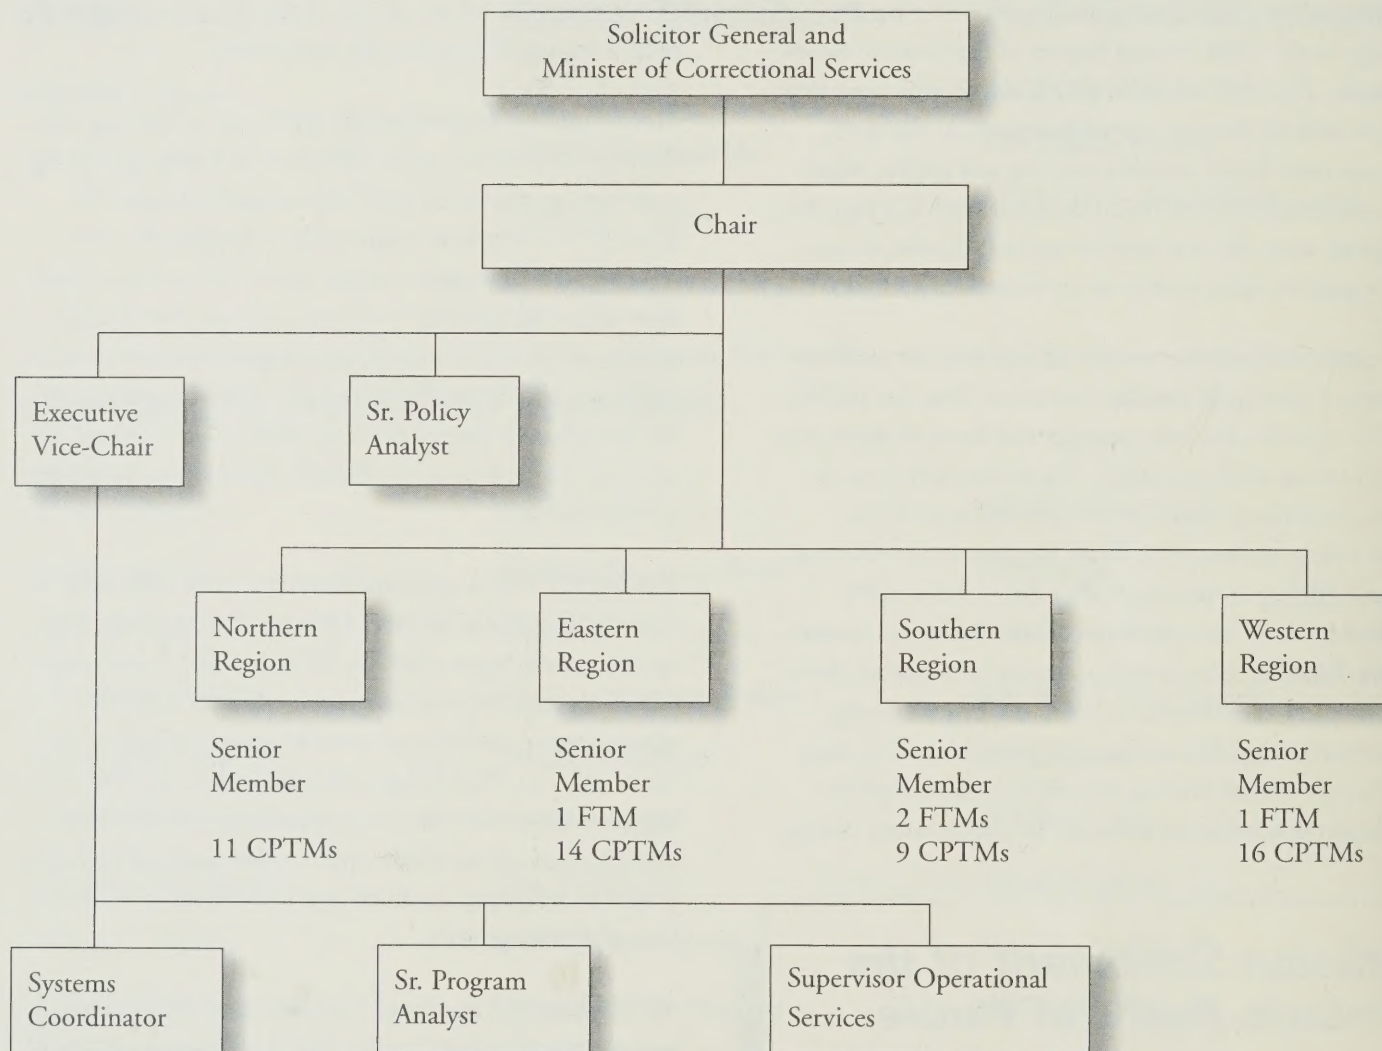 Solicitor General and
Minister of Correctional Services
Chair
Executive
Vice-Chair
Sr. Policy
Analyst
Northern
Region
Senior
Member
11 CPTMs
Eastern
Region
Senior
Member
1 FTM
14 CPTMs
Southern
Region
Senior
Member
2 FTMs
9 CPTMs
Western
Region
Senior
Member
1 FTM
16 CPTMs
Systems
Coordinator
Sr. Program
Analyst
Supervisor Operational
Services